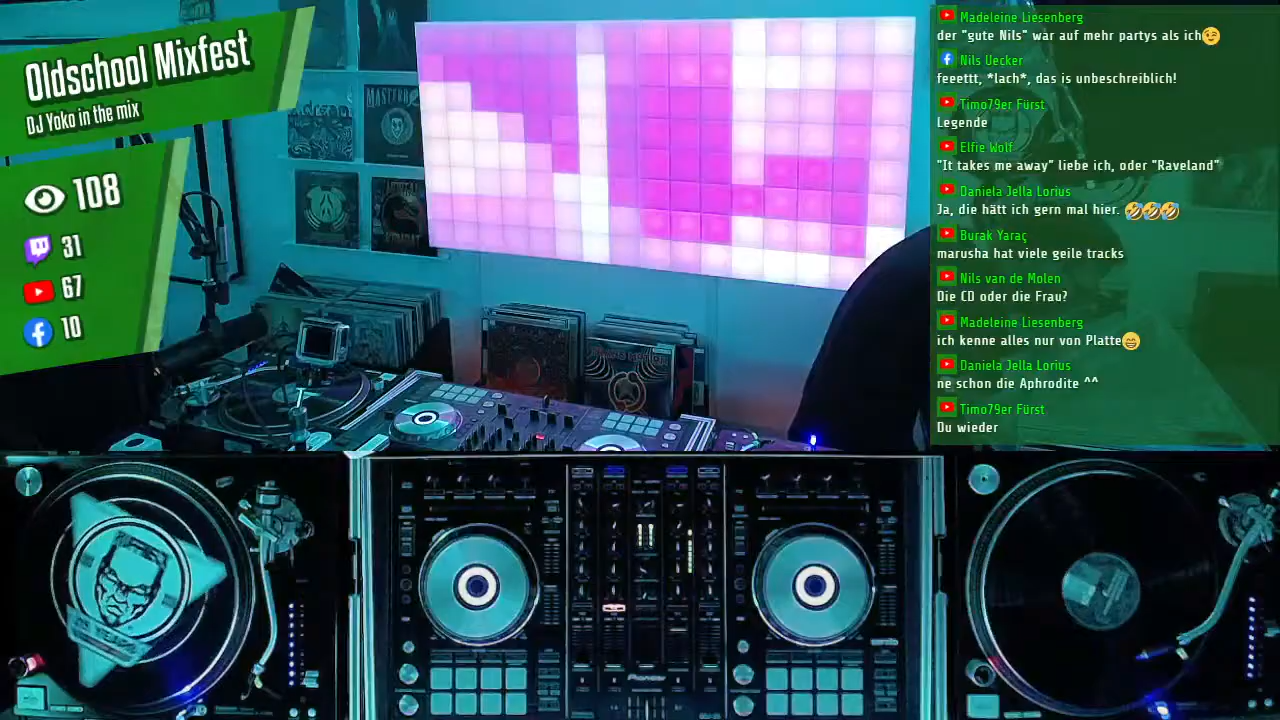 Oldschool Mixfest
DJ Yoko in the mix
108
31
67
10
Madeleine Liesenberg
der "gute Nils" war auf mehr partys als ich😉
Nils Uecker
feeettt, *lach*, das is unbeschreiblich!
Timo79er Fürst
Legende
Elfie Wolf
"It takes me away" liebe ich, oder "Raveland"
Daniela Jella Lorius
Ja, die hätt ich gern mal hier. 🤣🤣🤣
Burak Yaraç
marusha hat viele geile tracks
Nils van de Molen
Die CD oder die Frau?
Madeleine Liesenberg
ich kenne alles nur von Platte😄
Daniela Jella Lorius
ne schon die Aphrodite ^^
Timo79er Fürst
Du wieder
Pioneer